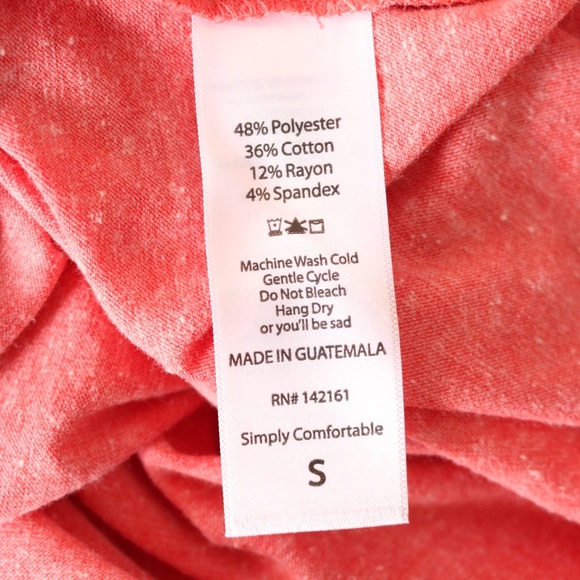 48% Polyester
36% Cotton
12% Rayon
4% Spandex
Machine Wash Cold
Gentle Cycle
Do Not Bleach
Hang Dry
or you'll be sad
MADE IN GUATEMALA
RN# 142161
Simply Comfortable
S